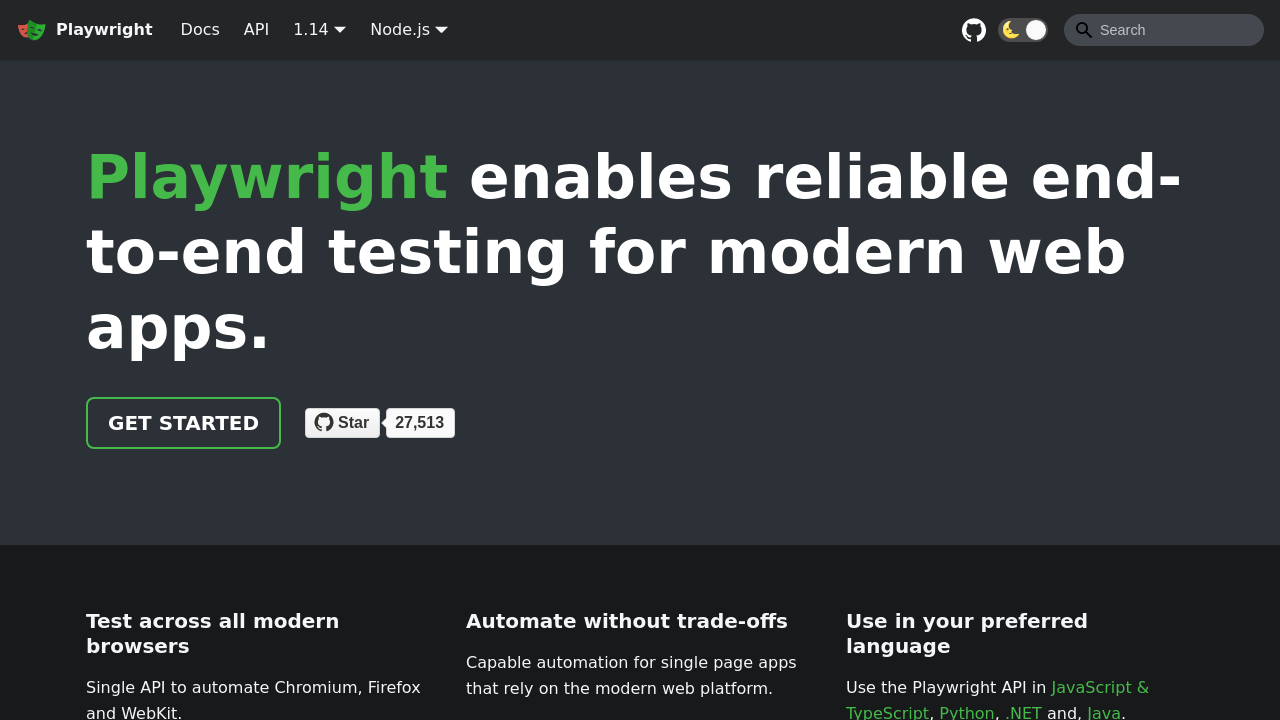 Playwright Docs API 1.14 Node.js Search
Playwright enables reliable end-
to-end testing for modern web
apps.
GET STARTED Star 27,513
Test across all modern
browsers
Single API to automate Chromium, Firefox
and WebKit.
Automate without trade-offs
Capable automation for single page apps
that rely on the modern web platform.
Use in your preferred
language
Use the Playwright API in JavaScript &
TypeScript, Python, .NET and, Java.